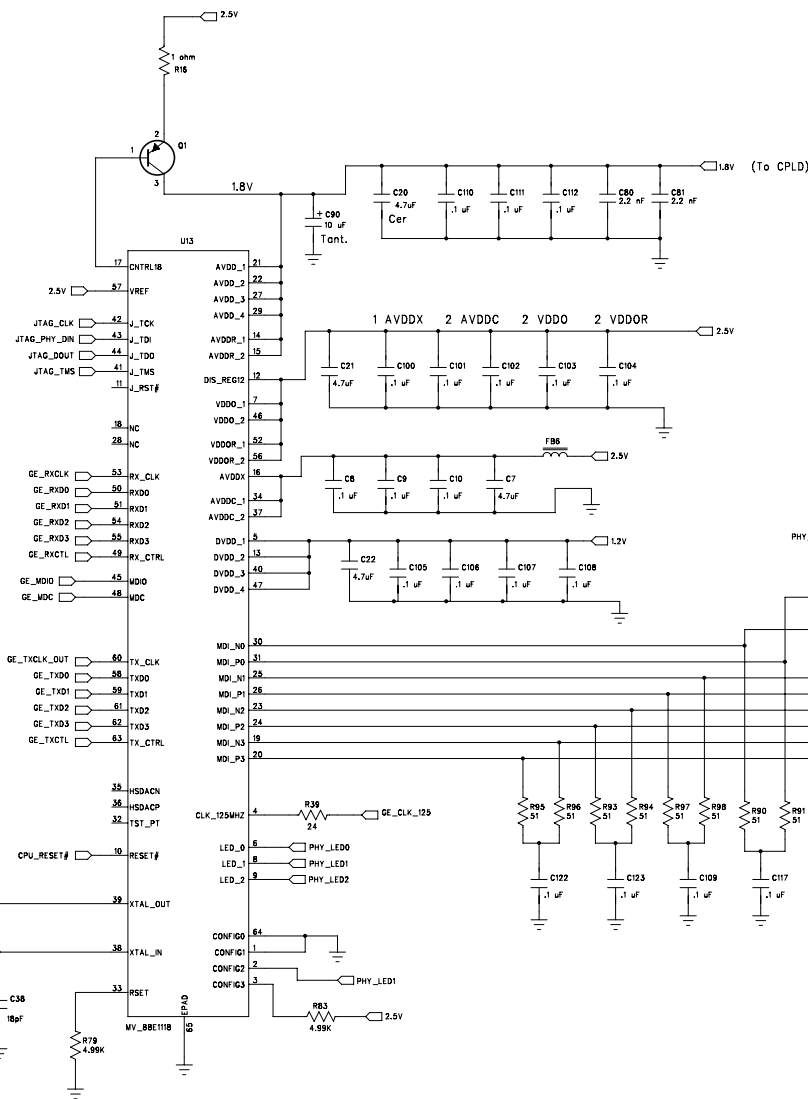 2.5V
1 ohm
R16
2
1
Q1
3
1.8V
1.8V (To CPLD)
C20
4.7uF
Cer
C110
.1 uF
C111
.1 uF
C112
.1 uF
C80
2.2 nF
C81
2.2 nF
+ C90
10 uF
Tant.
U13
17 CNTRL18
2.5V 57 VREF
JTAG_CLK 42 J_TCK
JTAG_PHY_DIN 43 J_TDI
JTAG_DOUT 44 J_TDO
JTAG_TMS 41 J_TMS
11 J_RST#
18 NC
28 NC
GE_RXCLK 53 RX_CLK
GE_RXD0 50 RXD0
GE_RXD1 51 RXD1
GE_RXD2 54 RXD2
GE_RXD3 55 RXD3
GE_RXCTL 49 RX_CTRL
GE_MDIO 45 MDIO
GE_MDC 48 MDC
GE_TXCLK_OUT 60 TX_CLK
GE_TXD0 58 TXD0
GE_TXD1 59 TXD1
GE_TXD2 61 TXD2
GE_TXD3 62 TXD3
GE_TXCTL 63 TX_CTRL
35 HSDACN
36 HSDACP
32 TST_PT
CPU_RESET# 10 RESET#
39 XTAL_OUT
38 XTAL_IN
33 RSET
C38
18pF
R79
4.99K
EPAD
65
MV_88E1118
AVDD_1 21
AVDD_2 22
AVDD_3 27
AVDD_4 29
AVDDR_1 14
AVDDR_2 15
DIS_REG12 12
VDDO_1 7
VDDO_2 46
VDDOR_1 52
VDDOR_2 56
AVDDX 16
AVDDC_1 34
AVDDC_2 37
DVDD_1 5
DVDD_2 13
DVDD_3 40
DVDD_4 47
MDI_N0 30
MDI_P0 31
MDI_N1 25
MDI_P1 26
MDI_N2 23
MDI_P2 24
MDI_N3 19
MDI_P3 20
CLK_125MHZ 4
LED_0 6 PHY_LED0
LED_1 8 PHY_LED1
LED_2 9 PHY_LED2
CONFIG0 64
CONFIG1 1
CONFIG2 2 PHY_LED1
CONFIG3 3
R83
4.99K
2.5V
R39
24
GE_CLK_125
1 AVDDX 2 AVDDC 2 VDDO 2 VDDOR
2.5V
C21
4.7uF
C100
.1 uF
C101
.1 uF
C102
.1 uF
C103
.1 uF
C104
.1 uF
FB6
2.5V
C8
.1 uF
C9
.1 uF
C10
.1 uF
C7
4.7uF
1.2V
C22
4.7uF
C105
.1 uF
C106
.1 uF
C107
.1 uF
C108
.1 uF
PHY_
R95
51
R96
51
R93
51
R94
51
R97
51
R98
51
R90
51
R91
51
C122
.1 uF
C123
.1 uF
C109
.1 uF
C117
.1 uF